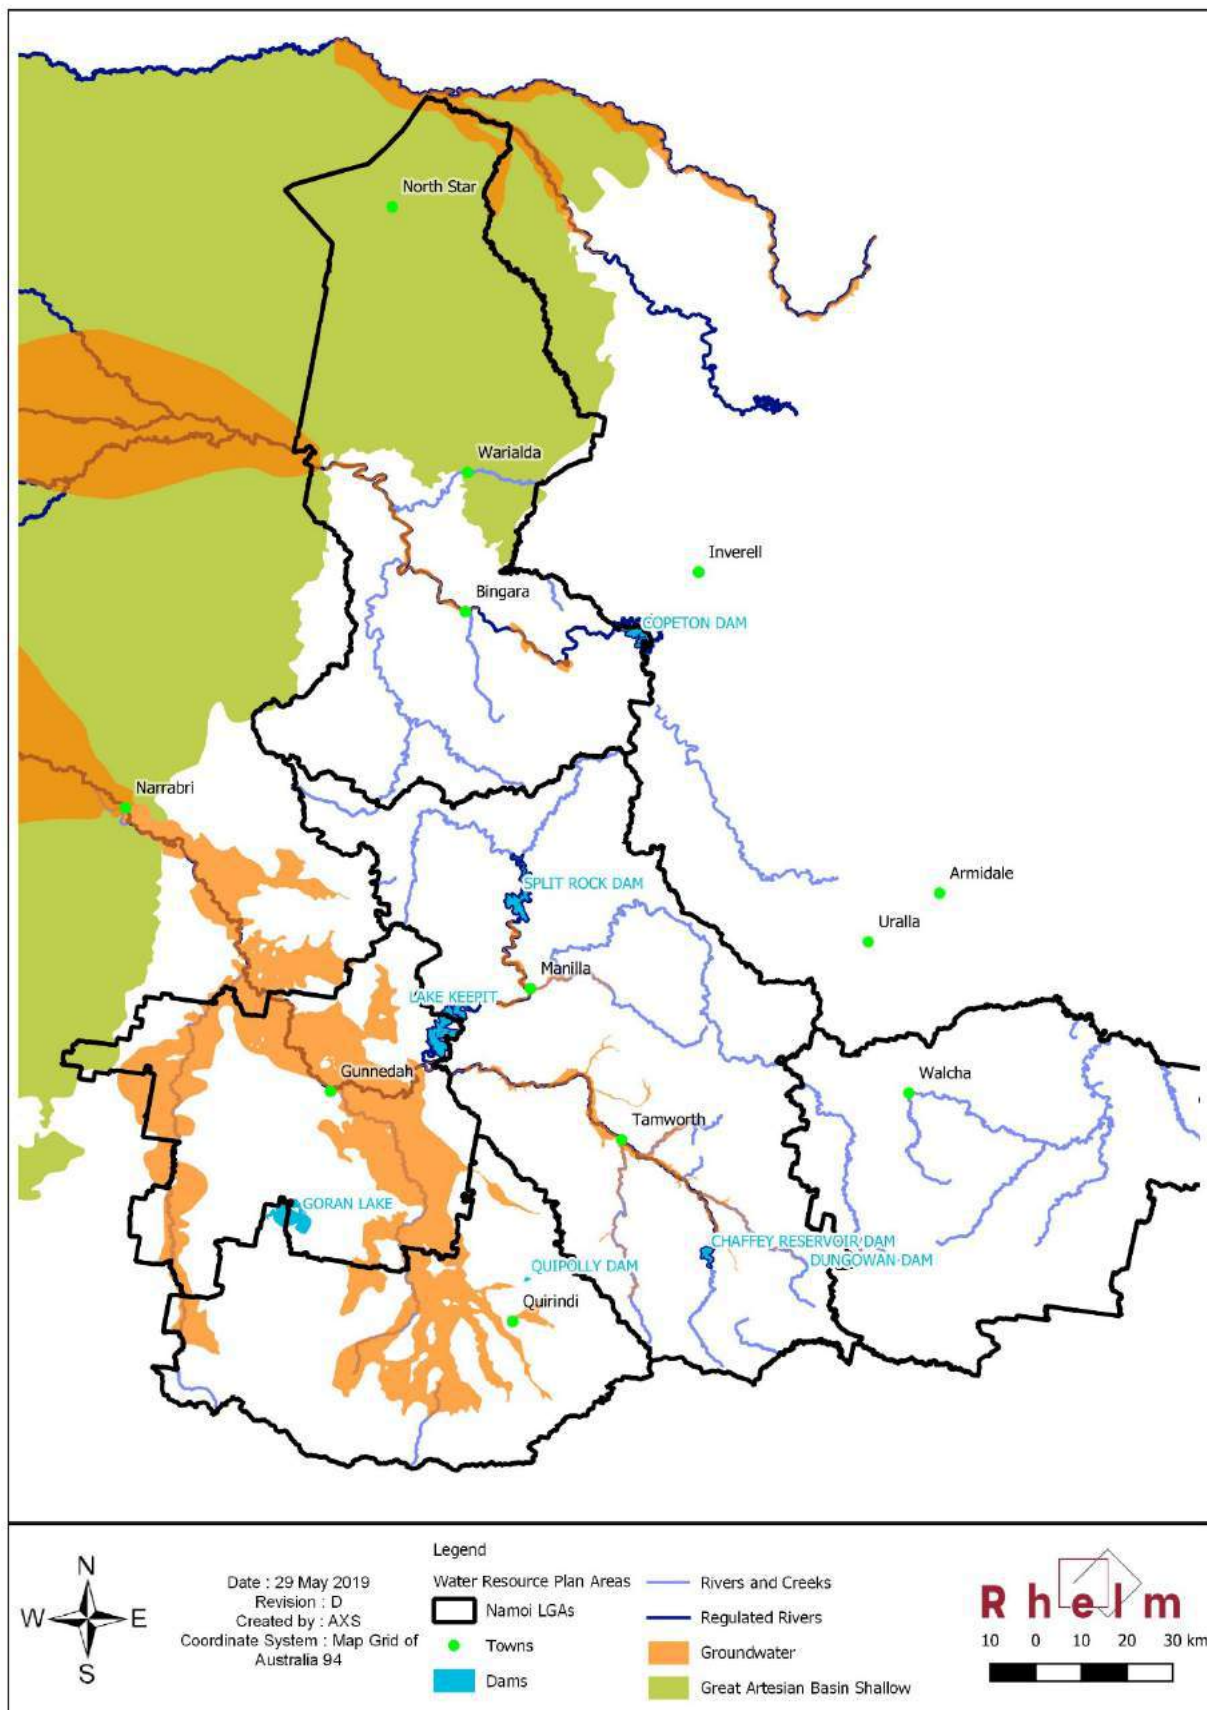 North Star
Warialda
Inverell
Bingara
COPETON DAM
Narrabri
SPLIT ROCK DAM
Armidale
Uralla
Manilla
LAKE KEEPIT
Gunnedah
Walcha
Tamworth
GORAN LAKE
CHAFFEY RESERVOIR DAM
DUNGOWAN DAM
QUIPOLLY DAM
Quirindi
N
W
E
S
Date : 29 May 2019
Revision : D
Created by : AXS
Coordinate System : Map Grid of
Australia 94
Legend
Water Resource Plan Areas
Namoi LGAs
Towns
Dams
Rivers and Creeks
Regulated Rivers
Groundwater
Great Artesian Basin Shallow
Rhelm
10 0 10 20 30 km